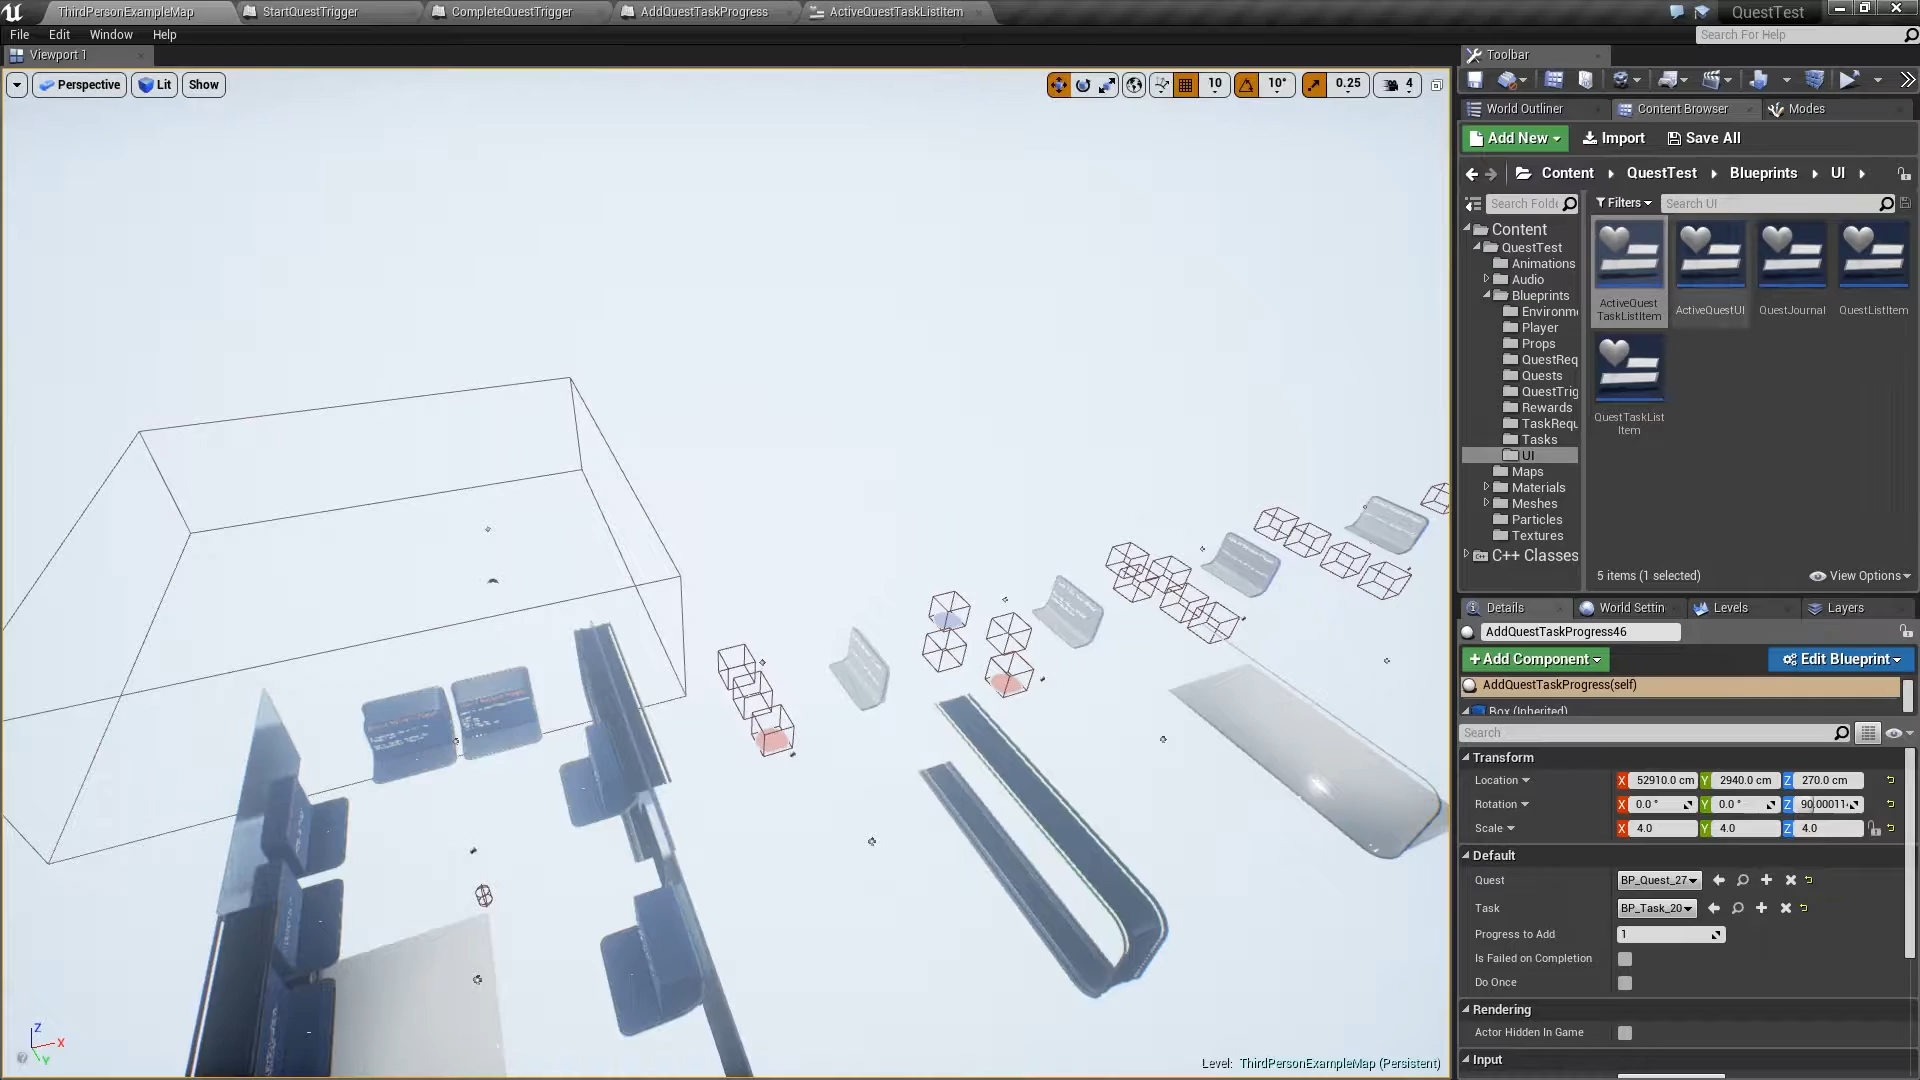 ThirdPersonExampleMap StartQuestTrigger CompleteQuestTrigger AddQuestTaskProgress ActiveQuestTaskListItem QuestTest
File Edit Window Help Search For Help
Viewport 1 Toolbar
Perspective Lit Show 10 10° 0.25 4
World Outliner Content Browser Modes
Add New Import Save All
Content QuestTest Blueprints UI
Search Folde Filters Search UI
Content
QuestTest
Animations
Audio
Blueprints
Environme
Player
Props
QuestReq
Quests
QuestTrig
Rewards
TaskRequ
Tasks
UI
Maps
Materials
Meshes
Particles
Textures
C++ Classes
ActiveQuest
TaskListItem
ActiveQuestUI
QuestJournal
QuestListItem
QuestTaskList
Item
5 items (1 selected) View Options
Details World Settin Levels Layers
AddQuestTaskProgress46
+ Add Component Edit Blueprint
AddQuestTaskProgress(self)
Box (Inherited)
Search
Transform
Location X 52910.0 cm Y 2940.0 cm Z 270.0 cm
Rotation X 0.0 ° Y 0.0 ° Z 90.00011
Scale X 4.0 Y 4.0 Z 4.0
Default
Quest BP_Quest_27
Task BP_Task_20
Progress to Add 1
Is Failed on Completion
Do Once
Rendering
Actor Hidden In Game
Input
Z
X
Y
Level: ThirdPersonExampleMap (Persistent)